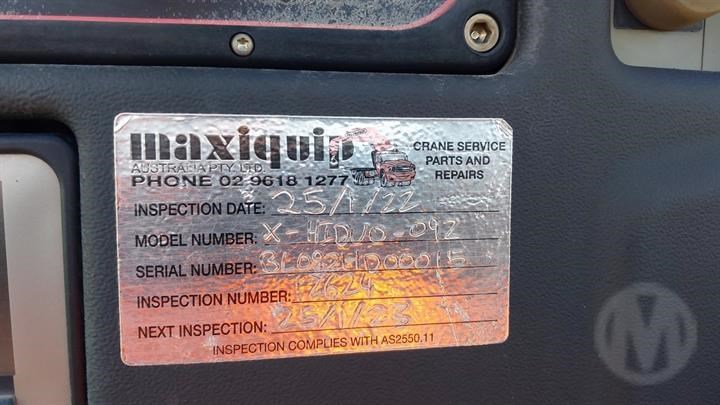 maxiquip
AUSTRALIA PTY. LTD.
PHONE 02 9618 1277
CRANE SERVICE
PARTS AND
REPAIRS
INSPECTION DATE: 25/1/22
MODEL NUMBER: X-HIDUO-092
SERIAL NUMBER:
INSPECTION NUMBER: 12624
NEXT INSPECTION: 25/1/23
INSPECTION COMPLIES WITH AS2550.11
M